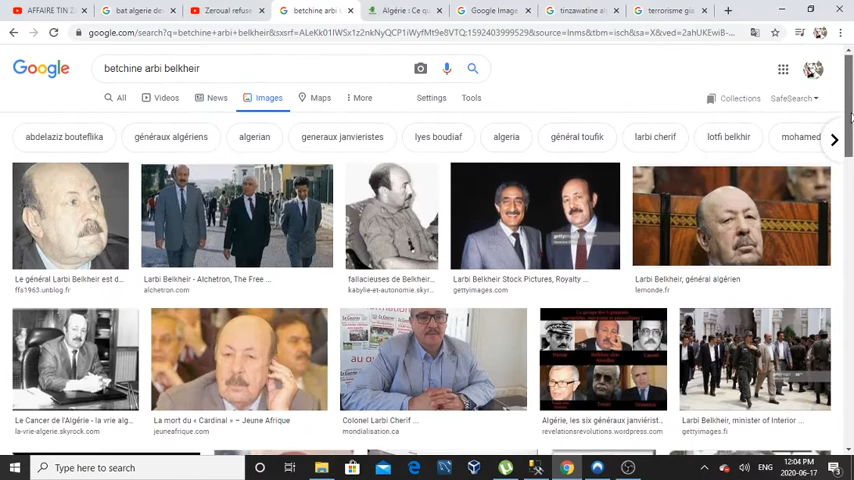 AFFAIRE TIN Z
bat algerie dev
Zeroual refuse
betchine arbi
Algérie : Ce qu
Google Image
tinzawatine al
terrorisme gia
google.com/search?q=betchine+arbi+belkheir&sxsrf=ALeKk01IWSx1z2nkNyQCP1iWyfMt9e8VTQ:1592403999529&source=lnms&tbm=isch&sa=X&ved=2ahUKEwib-...
Google
betchine arbi belkheir
All
Videos
News
Images
Maps
More
Settings
Tools
Collections
SafeSearch
abdelaziz bouteflika
généraux algériens
algerian
generaux janvieristes
lyes boudiaf
algeria
général toufik
larbi cherif
lotfi belkhir
mohamed
gettyimages
Le général Larbi Belkheir est d...
ffa1963.unblog.fr
Larbi Belkheir - Alchetron, The Free ...
alchetron.com
fallacieuses de Belkheir...
kabylie-et-autonomie.skyr...
Larbi Belkheir Stock Pictures, Royalty ...
gettyimages.com
Larbi Belkheir, général algérien
lemonde.fr
Le Cancer de l'Algérie - la vrie alg...
la-vrie-algerie.skyrock.com
La mort du « Cardinal » – Jeune Afrique
jeuneafrique.com
Colonel Larbi Cherif ...
mondialisation.ca
Algérie, les six généraux janviérist...
revelationsrevolutions.wordpress.com
Larbi Belkheir, minister of Interior ...
gettyimages.fr
Type here to search
ENG
12:04 PM
2020-06-17
3